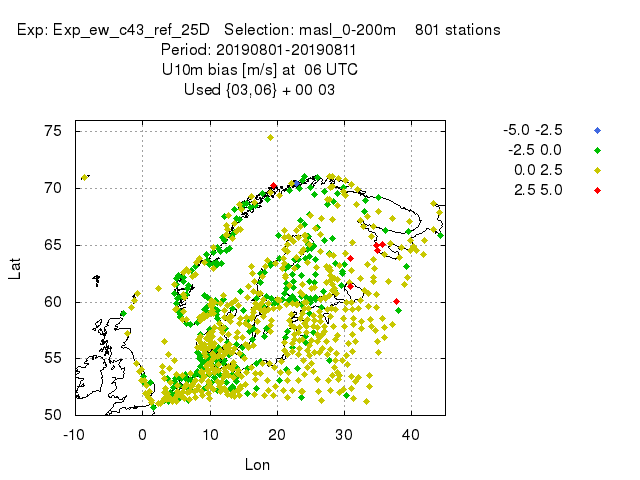 Exp: Exp_ew_c43_ref_25D Selection: masl_0-200m 801 stations
Period: 20190801-20190811
U10m bias [m/s] at 06 UTC
Used {03,06} + 00 03
-5.0 -2.5
-2.5 0.0
0.0 2.5
2.5 5.0
75
70
65
60
55
50
Lat
-10 0 10 20 30 40
Lon